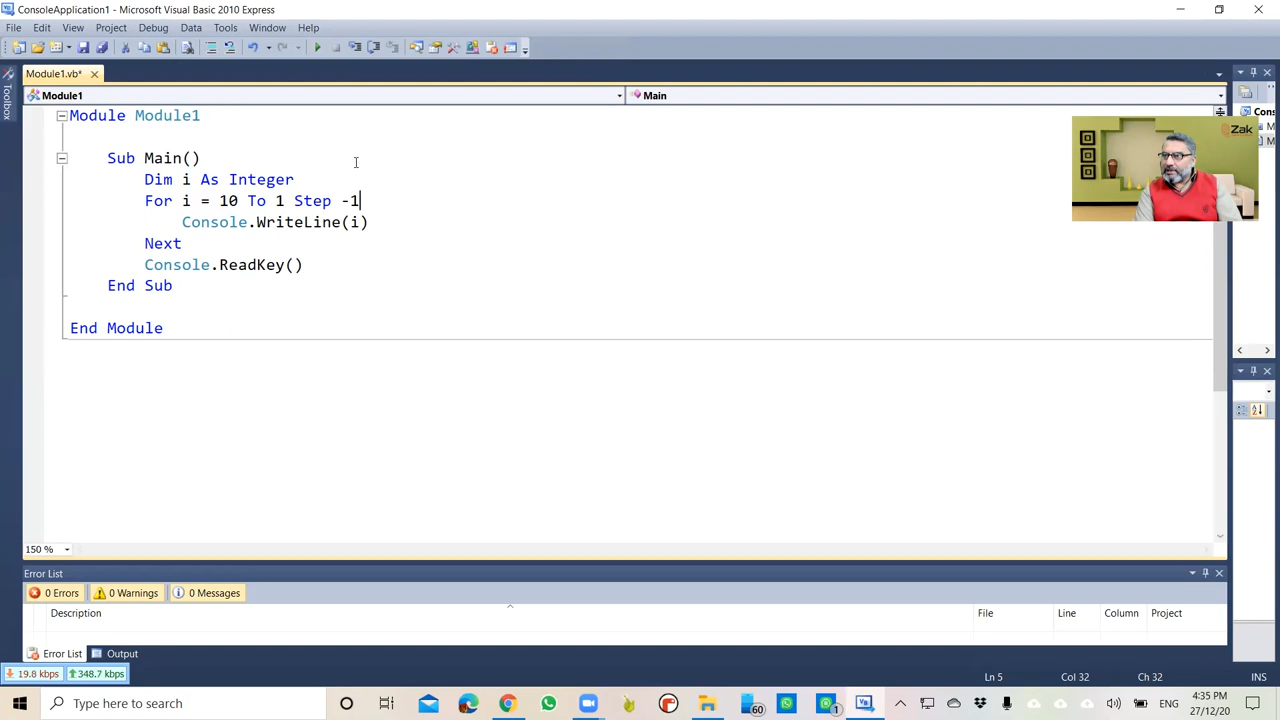 ConsoleApplication1 - Microsoft Visual Basic 2010 Express
File Edit View Project Debug Data Tools Window Help
Module1.vb*
Toolbox
Module1
Main
Module Module1
Sub Main()
Dim i As Integer
For i = 10 To 1 Step -1
Console.WriteLine(i)
Next
Console.ReadKey()
End Sub
End Module
Zak
150 %
Error List
0 Errors 0 Warnings 0 Messages
Description File Line Column Project
Error List Output
19.8 kbps 348.7 kbps
Ln 5 Col 32 Ch 32 INS
Type here to search
60
1
ENG
4:35 PM
27/12/20